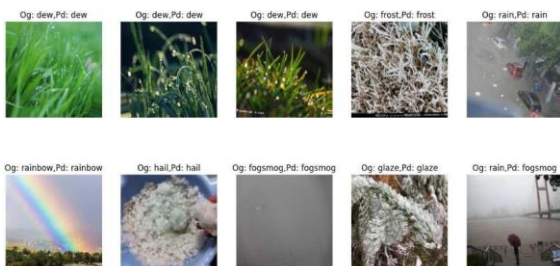 Og: dew,Pd: dew
Og: dew,Pd: dew
Og: dew,Pd: dew
Og: frost,Pd: frost
Og: rain,Pd: rain
Og: rainbow,Pd: rainbow
Og: hail,Pd: hail
Og: fogsmog,Pd: fogsmog
Og: glaze,Pd: glaze
Og: rain,Pd: fogsmog